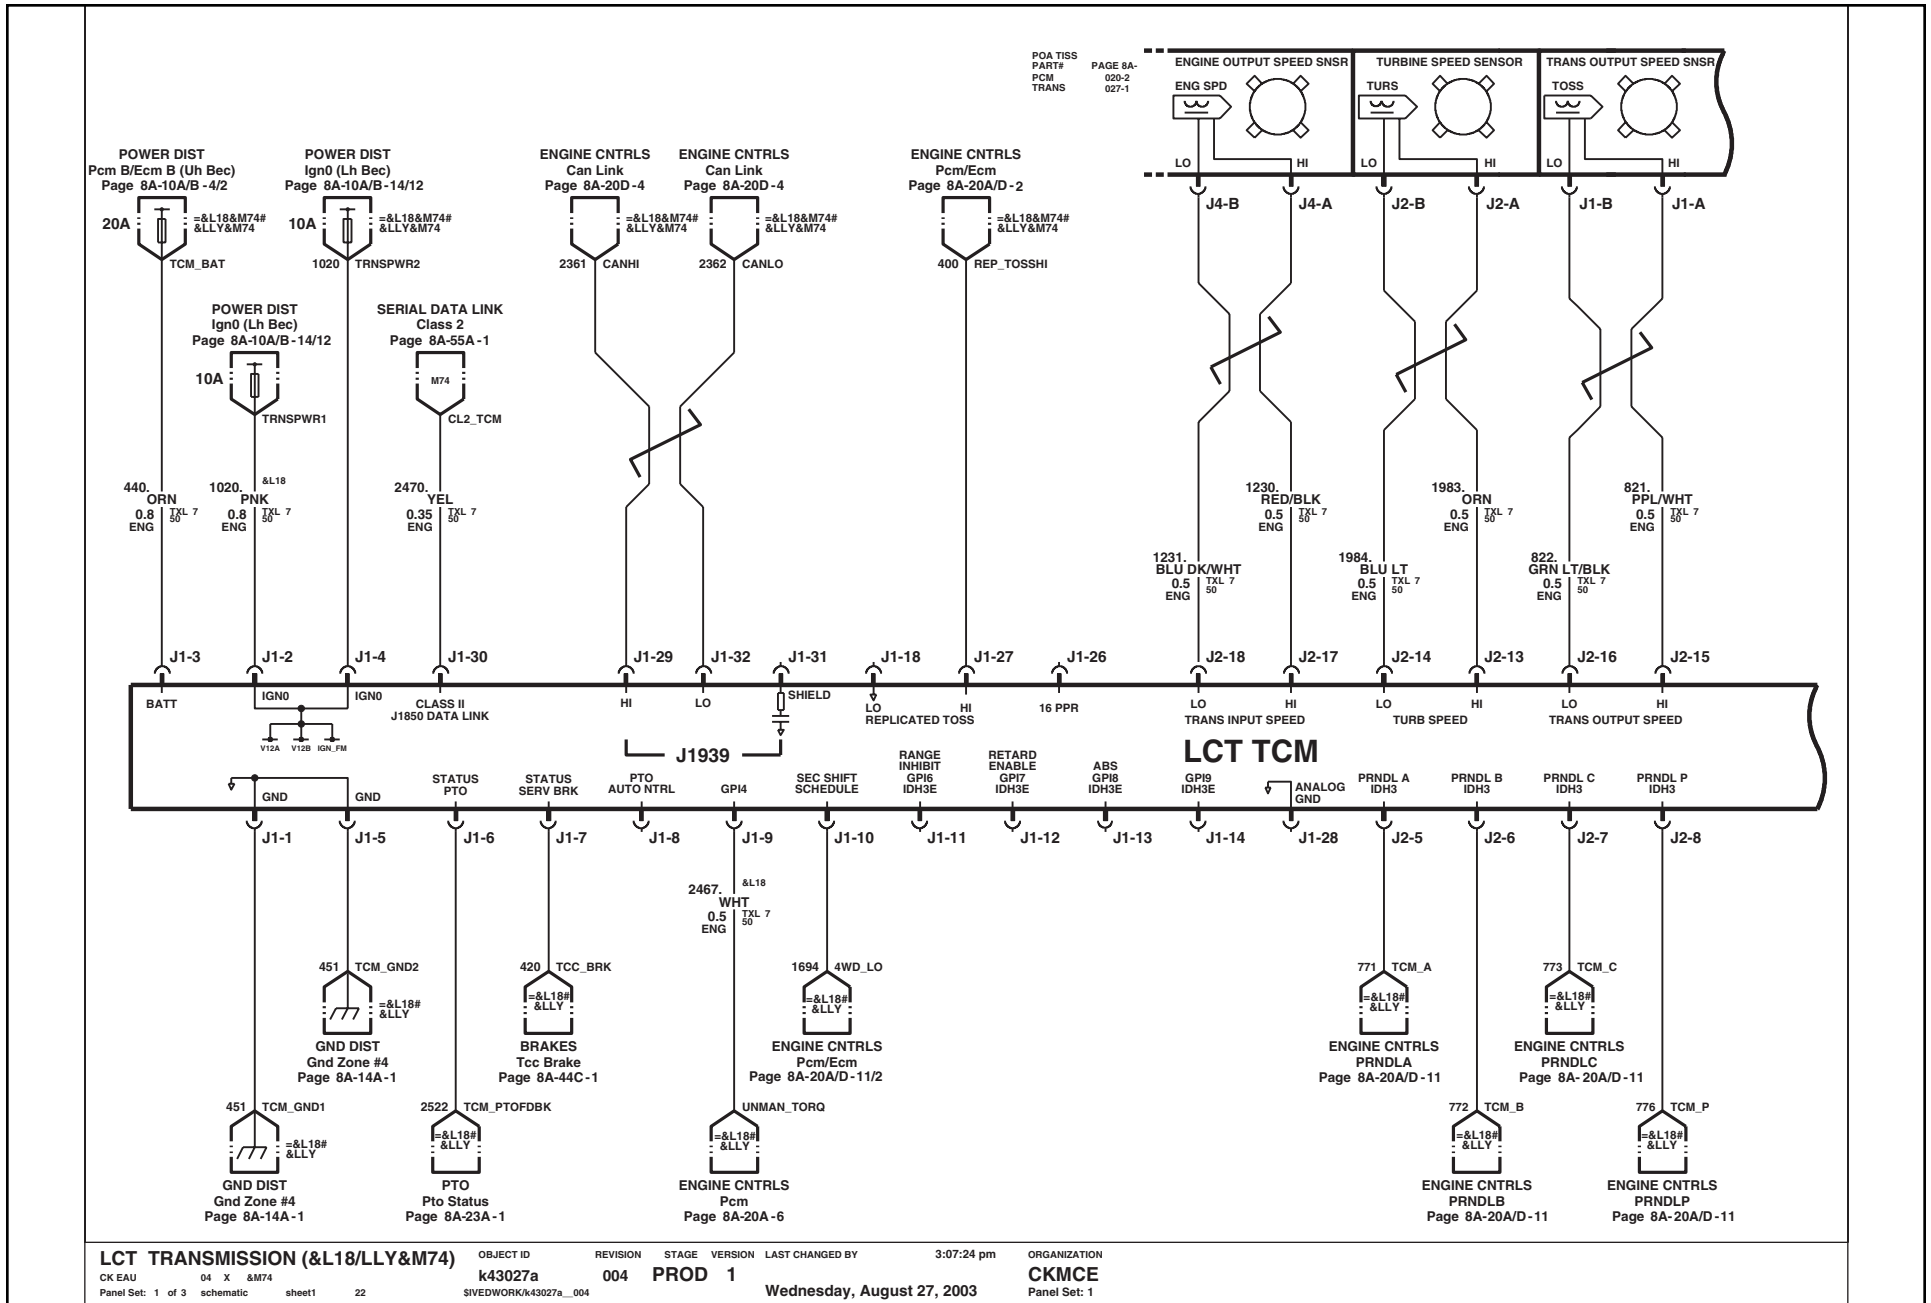 POA TISS
PART# PAGE 8A-
PCM 020-2
TRANS 027-1
ENGINE OUTPUT SPEED SNSR
TURBINE SPEED SENSOR
TRANS OUTPUT SPEED SNSR
ENG SPD
TURS
TOSS
LO HI
LO HI
LO HI
J4-B J4-A
J2-B J2-A
J1-B J1-A
POWER DIST
Pcm B/Ecm B (Uh Bec)
Page 8A-10A/B-4/2
20A
=&L18&M74#
&LLY&M74
TCM_BAT
POWER DIST
Ign0 (Lh Bec)
Page 8A-10A/B-14/12
10A
=&L18&M74#
&LLY&M74
1020 TRNSPWR2
ENGINE CNTRLS
Can Link
Page 8A-20D-4
=&L18&M74#
&LLY&M74
2361 CANHI
ENGINE CNTRLS
Can Link
Page 8A-20D-4
=&L18&M74#
&LLY&M74
2362 CANLO
ENGINE CNTRLS
Pcm/Ecm
Page 8A-20A/D-2
=&L18&M74#
&LLY&M74
400 REP_TOSSHI
POWER DIST
Ign0 (Lh Bec)
Page 8A-10A/B-14/12
10A
TRNSPWR1
SERIAL DATA LINK
Class 2
Page 8A-55A-1
M74
CL2_TCM
440.
ORN
0.8 TXL 7
ENG 50
1020. &L18
PNK
0.8 TXL 7
ENG 50
2470.
YEL
0.35 TXL 7
ENG 50
1230.
RED/BLK
0.5 TXL 7
ENG 50
1983.
ORN
0.5 TXL 7
ENG 50
821.
PPL/WHT
0.5 TXL 7
ENG 50
1231.
BLU DK/WHT
0.5 TXL 7
ENG 50
1984.
BLU LT
0.5 TXL 7
ENG 50
822.
GRN LT/BLK
0.5 TXL 7
ENG 50
J1-3 J1-2 J1-4 J1-30 J1-29 J1-32 J1-31 J1-18 J1-27 J1-26 J2-18 J2-17 J2-14 J2-13 J2-16 J2-15
BATT
IGN0 IGN0
V12A V12B IGN_FM
CLASS II
J1850 DATA LINK
HI LO SHIELD
J1939
LO HI
REPLICATED TOSS
16 PPR
LO HI
TRANS INPUT SPEED
LO HI
TURB SPEED
LO HI
TRANS OUTPUT SPEED
LCT TCM
GND GND
STATUS
PTO
STATUS
SERV BRK
PTO
AUTO NTRL
GPI4
SEC SHIFT
SCHEDULE
RANGE
INHIBIT
GPI6
IDH3E
RETARD
ENABLE
GPI7
IDH3E
ABS
GPI8
IDH3E
GPI9
IDH3E
ANALOG
GND
PRNDL A
IDH3
PRNDL B
IDH3
PRNDL C
IDH3
PRNDL P
IDH3
J1-1 J1-5 J1-6 J1-7 J1-8 J1-9 J1-10 J1-11 J1-12 J1-13 J1-14 J1-28 J2-5 J2-6 J2-7 J2-8
2467. &L18
WHT
0.5 TXL 7
ENG 50
451 TCM_GND2
=&L18#
&LLY
GND DIST
Gnd Zone #4
Page 8A-14A-1
420 TCC_BRK
=&L18#
&LLY
BRAKES
Tcc Brake
Page 8A-44C-1
1694 4WD_LO
=&L18#
&LLY
ENGINE CNTRLS
Pcm/Ecm
Page 8A-20A/D-11/2
771 TCM_A
=&L18#
&LLY
ENGINE CNTRLS
PRNDLA
Page 8A-20A/D-11
773 TCM_C
=&L18#
&LLY
ENGINE CNTRLS
PRNDLC
Page 8A-20A/D-11
451 TCM_GND1
=&L18#
&LLY
GND DIST
Gnd Zone #4
Page 8A-14A-1
2522 TCM_PTOFDBK
=&L18#
&LLY
PTO
Pto Status
Page 8A-23A-1
UNMAN_TORQ
=&L18#
&LLY
ENGINE CNTRLS
Pcm
Page 8A-20A-6
772 TCM_B
=&L18#
&LLY
ENGINE CNTRLS
PRNDLB
Page 8A-20A/D-11
776 TCM_P
=&L18#
&LLY
ENGINE CNTRLS
PRNDLP
Page 8A-20A/D-11
LCT TRANSMISSION (&L18/LLY&M74)
CK EAU 04 X &M74
Panel Set: 1 of 3 schematic sheet1 22
OBJECT ID REVISION STAGE VERSION LAST CHANGED BY 3:07:24 pm ORGANIZATION
k43027a 004 PROD 1 CKMCE
$IVEDWORK/k43027a__004 Wednesday, August 27, 2003 Panel Set: 1